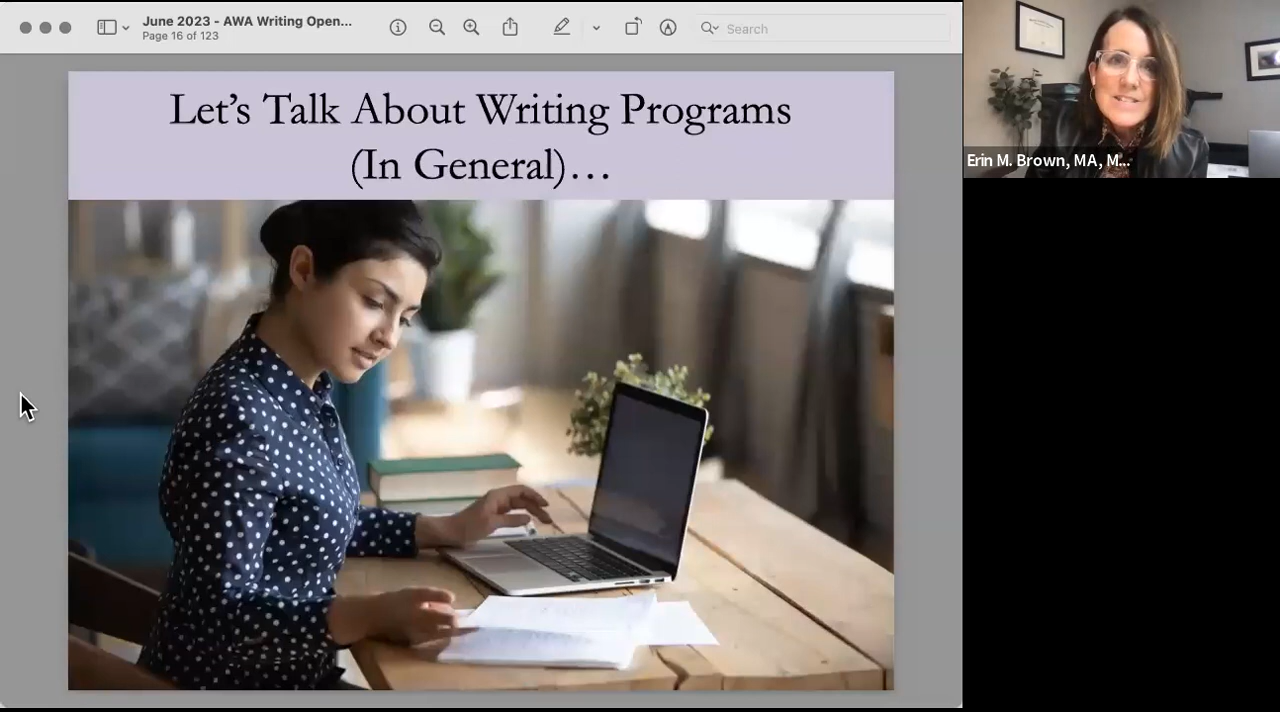 June 2023 - AWA Writing Open...
Page 16 of 123
Search
Let's Talk About Writing Programs
(In General)...
Erin M. Brown, MA, M...